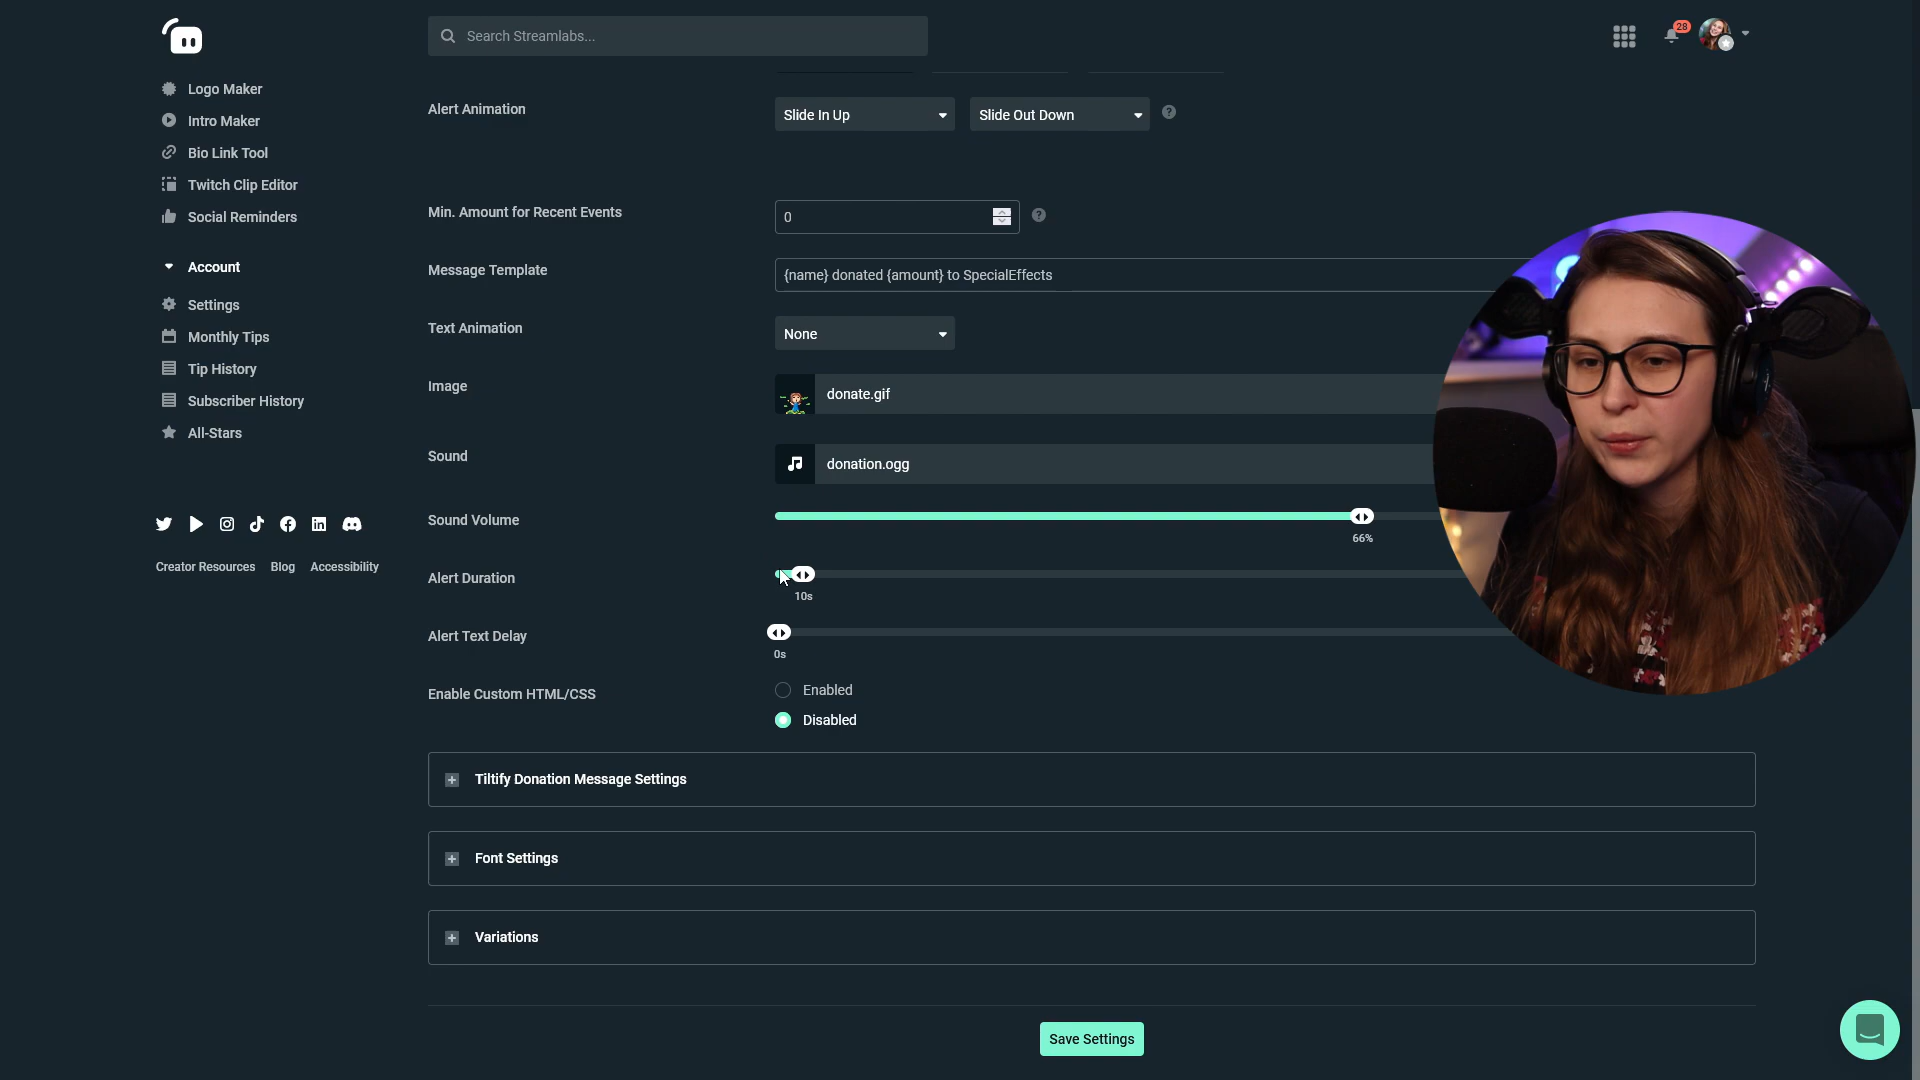 Search Streamlabs...
28
Logo Maker
Intro Maker
Bio Link Tool
Twitch Clip Editor
Social Reminders
Account
Settings
Monthly Tips
Tip History
Subscriber History
All-Stars
Creator Resources Blog Accessibility
Alert Animation
Slide In Up Slide Out Down ?
Min. Amount for Recent Events
0 ?
Message Template
{name} donated {amount} to SpecialEffects
Text Animation
None
Image
donate.gif
Sound
donation.ogg
Sound Volume
66%
Alert Duration
10s
Alert Text Delay
0s
Enable Custom HTML/CSS
Enabled
Disabled
Tiltify Donation Message Settings
Font Settings
Variations
Save Settings